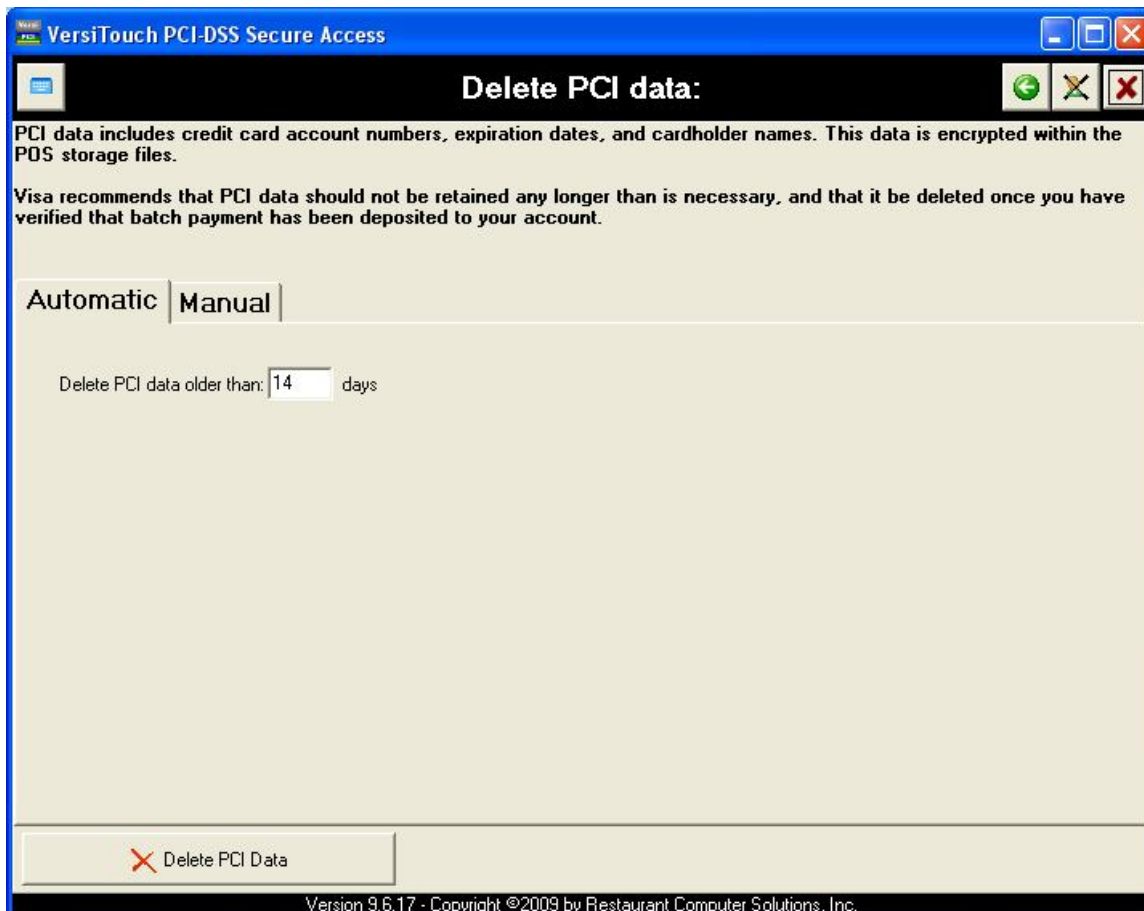 VersiTouch PCI-DSS Secure Access
Delete PCI data:
PCI data includes credit card account numbers, expiration dates, and cardholder names. This data is encrypted within the
POS storage files.
Visa recommends that PCI data should not be retained any longer than is necessary, and that it be deleted once you have
verified that batch payment has been deposited to your account.
Automatic Manual
Delete PCI data older than: 14 days
Delete PCI Data
Version 9.6.17 - Copyright ©2009 by Restaurant Computer Solutions, Inc.